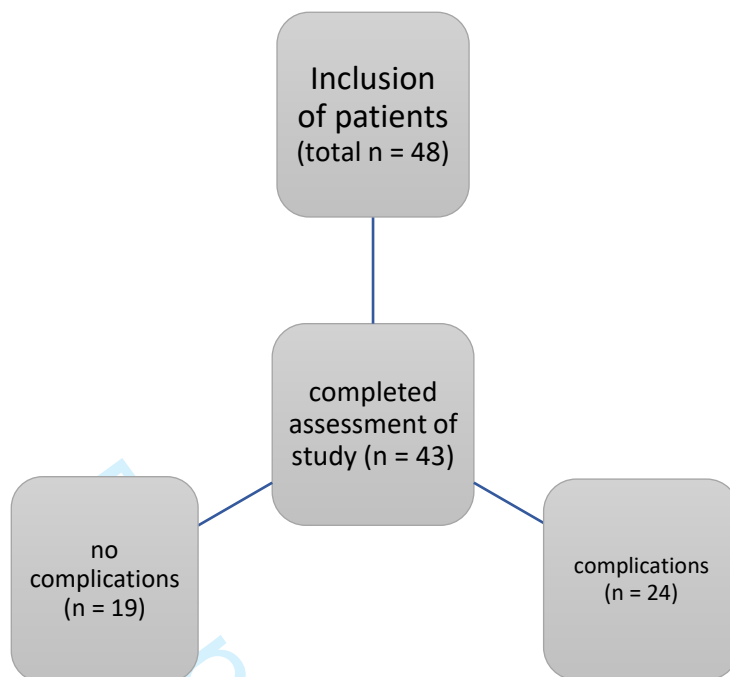 Inclusion
of patients
(total n = 48)
completed
assessment of
study (n = 43)
no
complications
(n = 19)
complications
(n = 24)